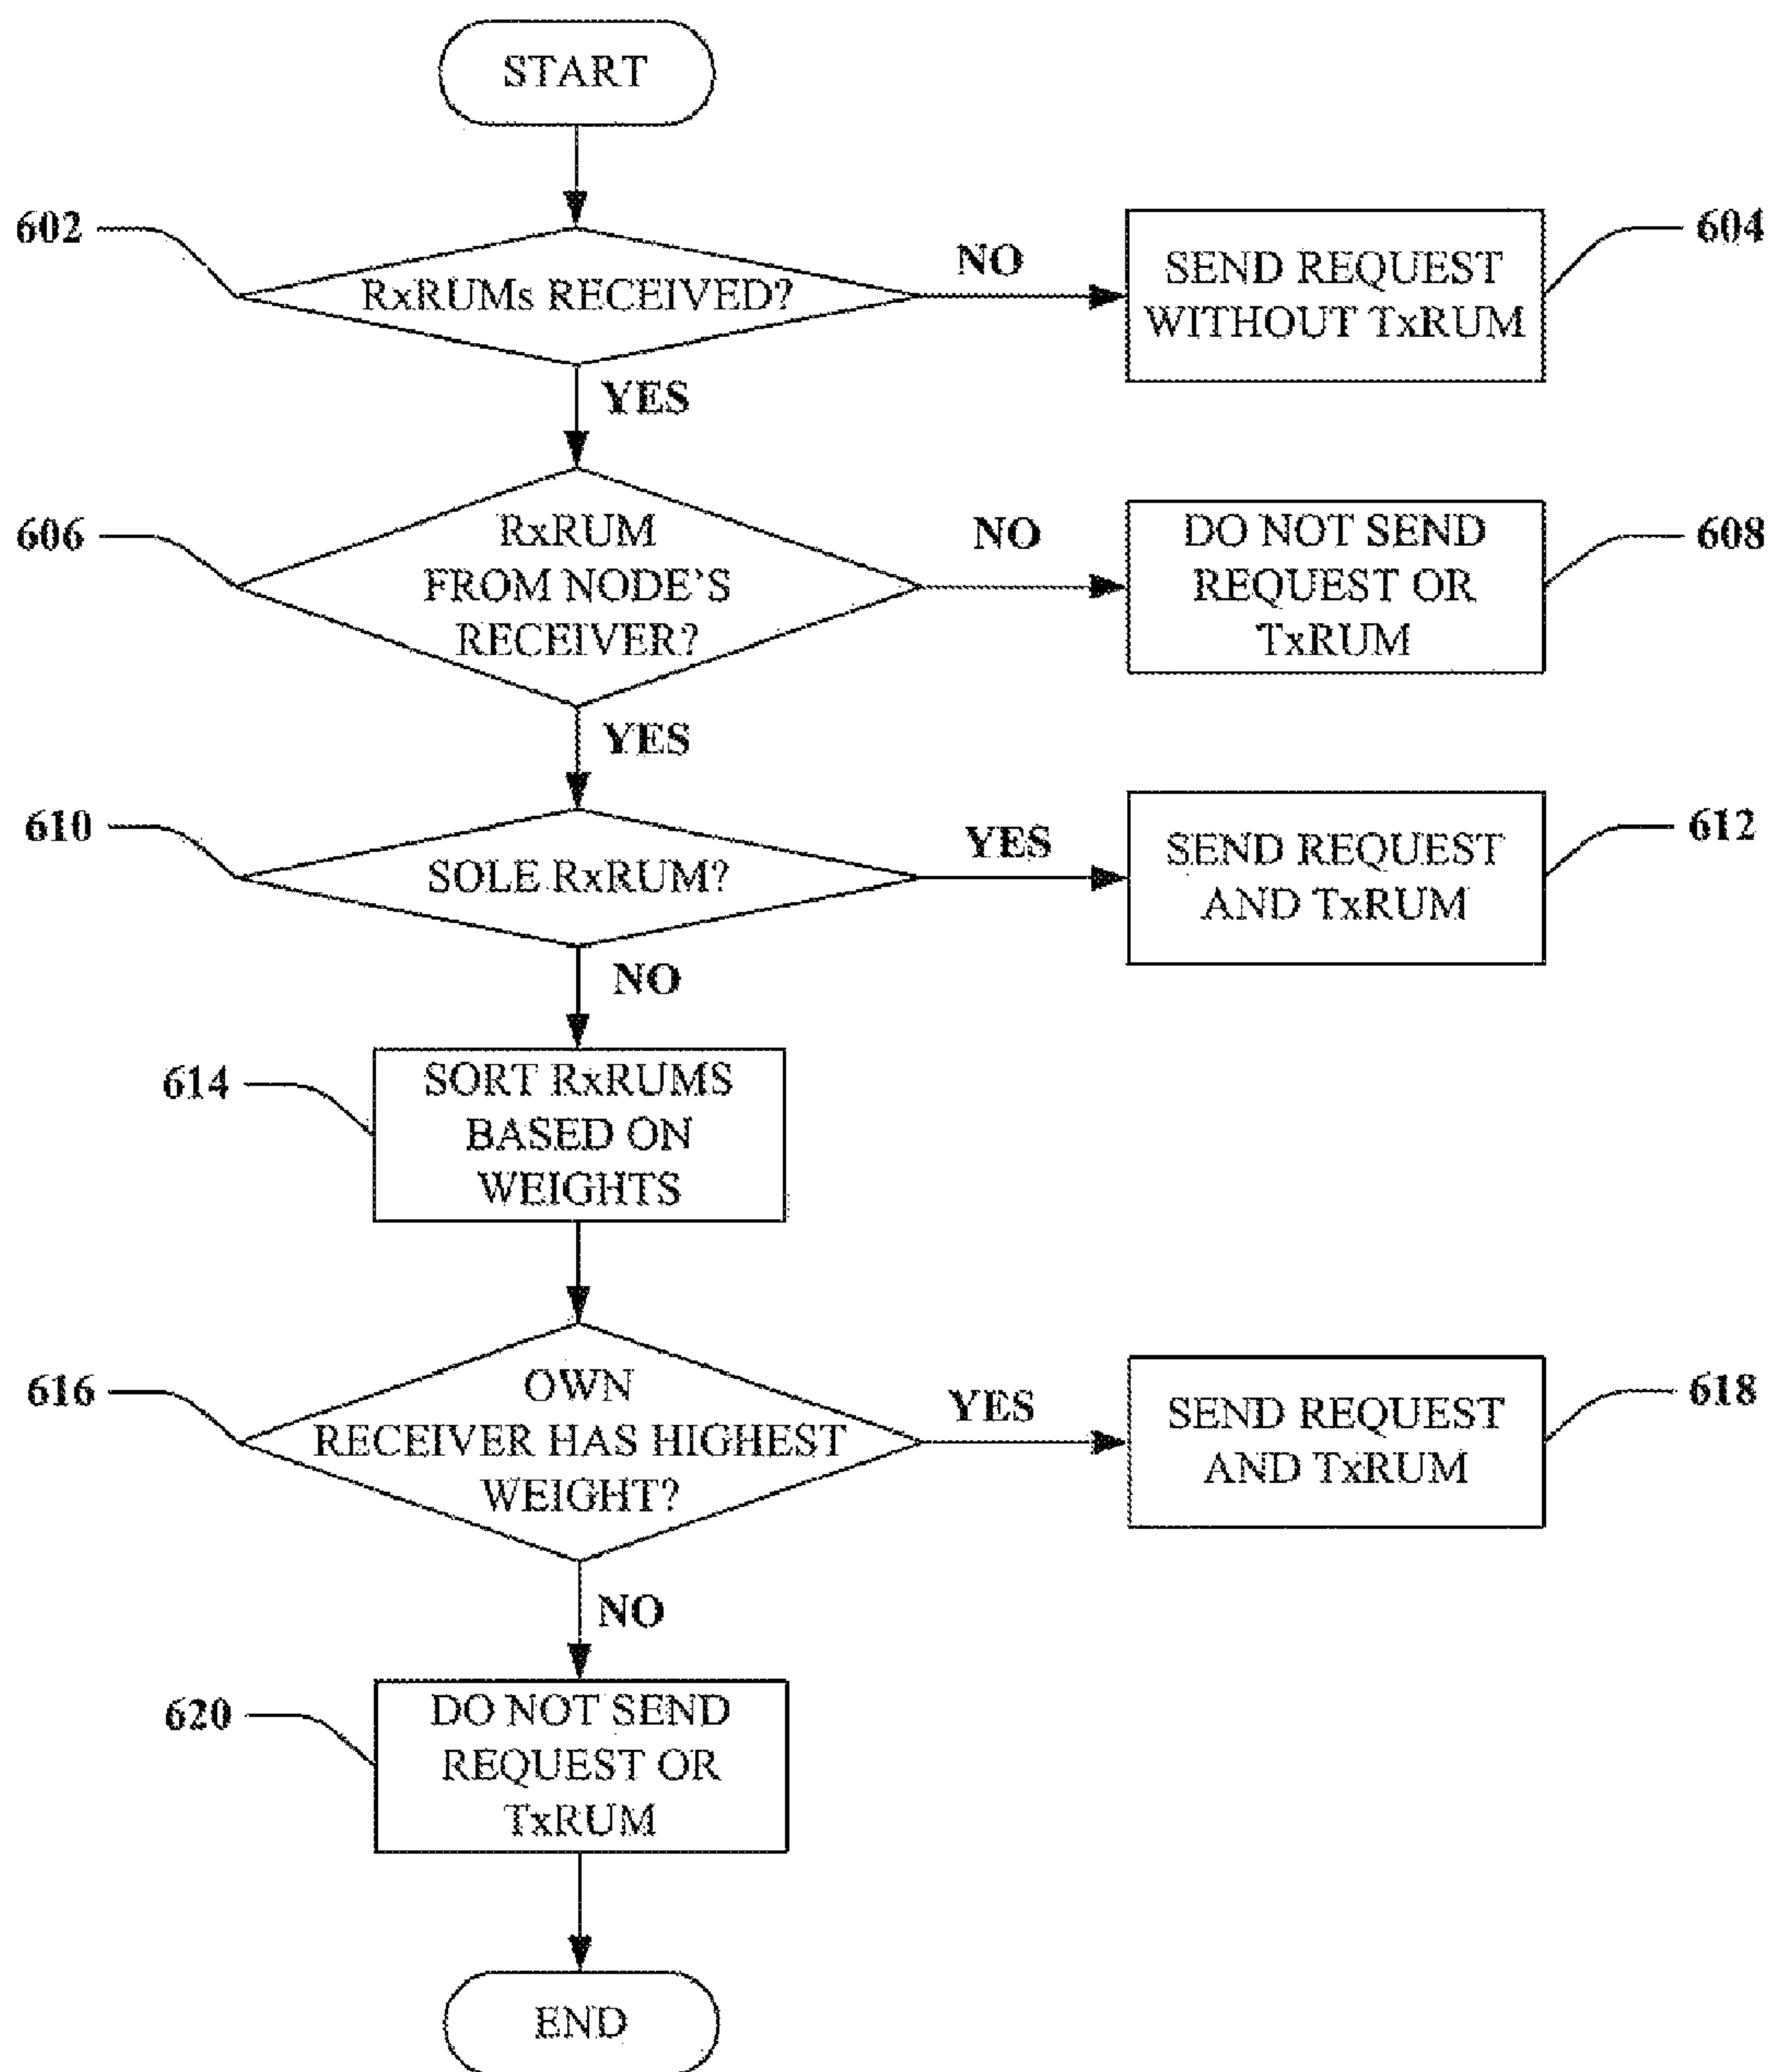 START
602
RxRUMs RECEIVED?
NO
SEND REQUEST
WITHOUT TxRUM
604
YES
606
RxRUM
FROM NODE'S
RECEIVER?
NO
DO NOT SEND
REQUEST OR
TxRUM
608
YES
610
SOLE RxRUM?
YES
SEND REQUEST
AND TxRUM
612
NO
614
SORT RxRUMS
BASED ON
WEIGHTS
616
OWN
RECEIVER HAS HIGHEST
WEIGHT?
YES
SEND REQUEST
AND TxRUM
618
NO
620
DO NOT SEND
REQUEST OR
TxRUM
END